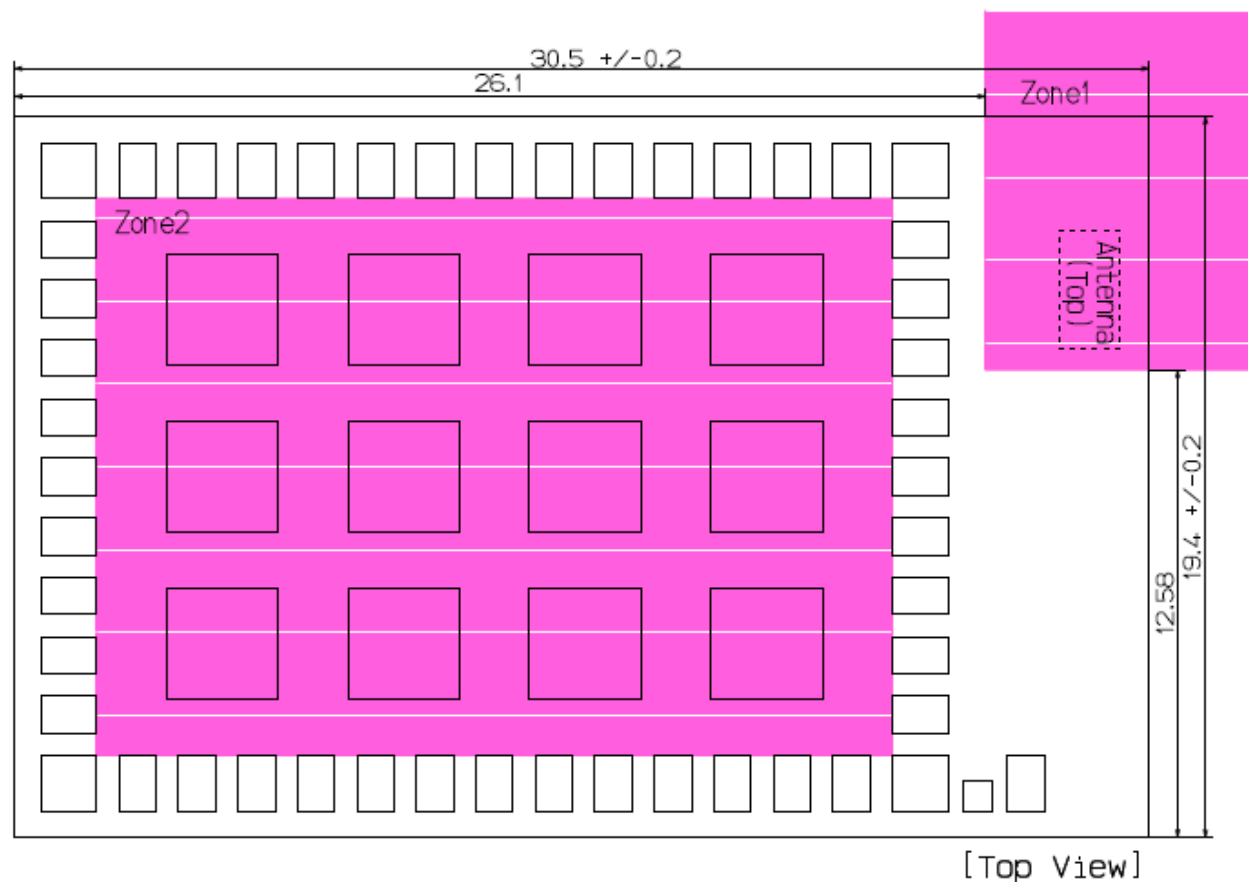 30.5 +/-0.2
26.1
Zone1
Zone2
Antenna
(Top)
12.58
19.4 +/-0.2
[Top View]